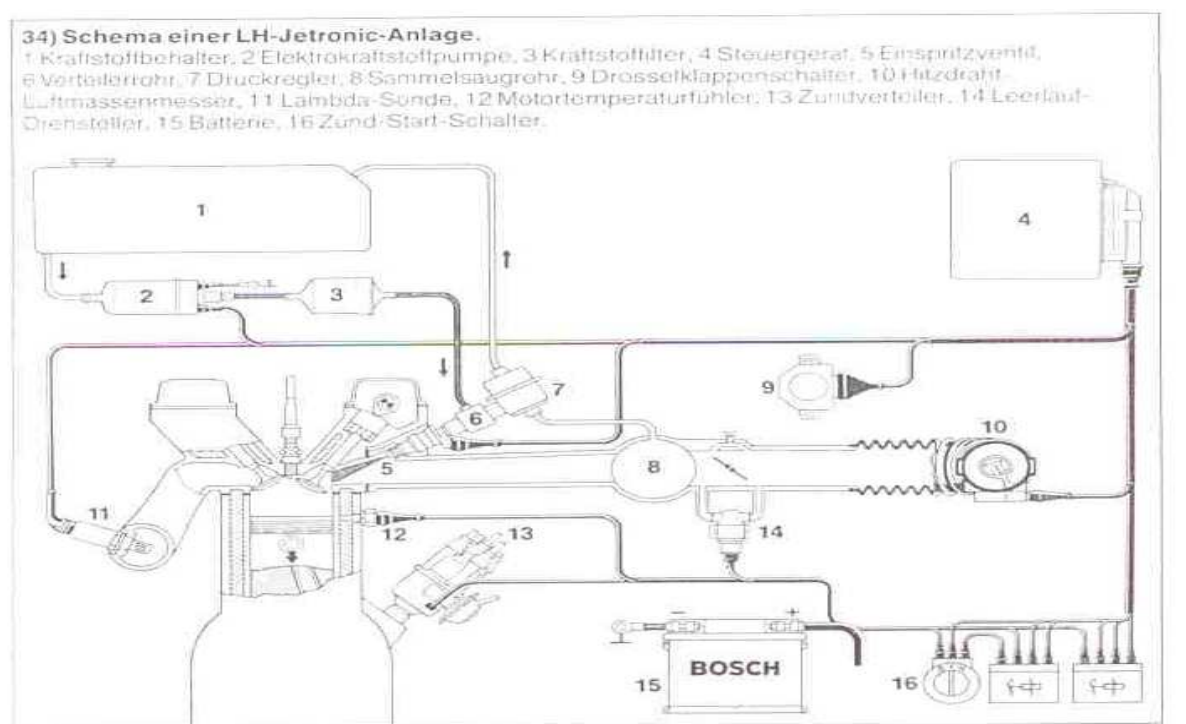 34) Schema einer LH-Jetronic-Anlage.
1 Kraftstoffbehälter, 2 Elektrokraftstoffpumpe, 3 Kraftstoffilter, 4 Steuergerät, 5 Einspritzventil,
6 Verteilerrohr, 7 Druckregler, 8 Sammelsaugrohr, 9 Drosselklappenschalter, 10 Hitzdraht-
Luftmassenmesser, 11 Lambda-Sonde, 12 Motortemperaturfühler, 13 Zündverteiler, 14 Leerlauf-
Drehsteller, 15 Batterie, 16 Zünd-Start-Schalter.
1
4
2
3
7
9
6
10
5
8
11
12
13
14
- +
BOSCH
15
16